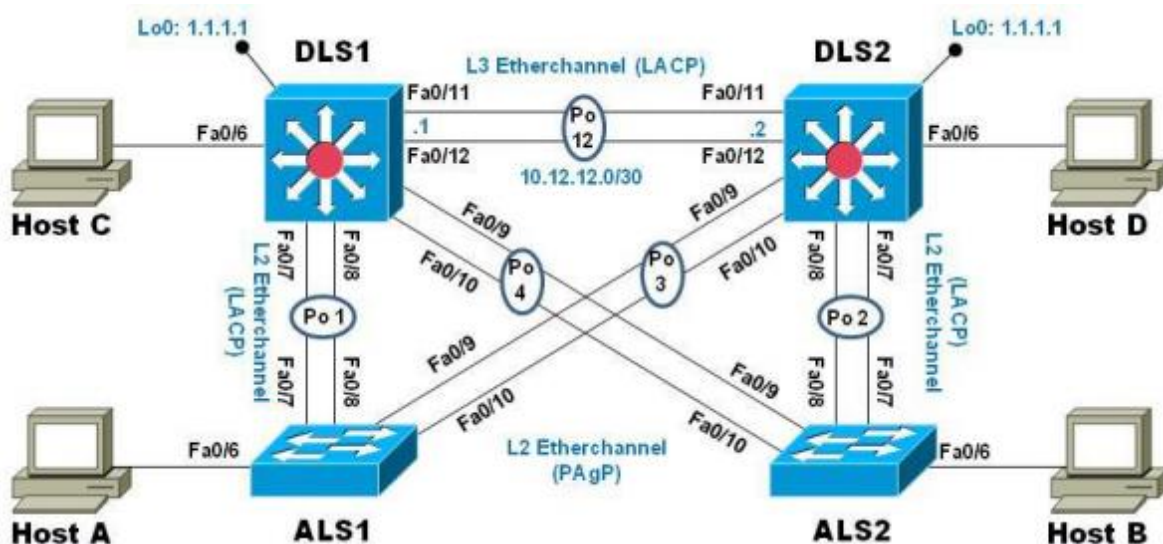 Lo0: 1.1.1.1
Lo0: 1.1.1.1
DLS1
DLS2
L3 Etherchannel (LACP)
Fa0/11
Fa0/11
Fa0/6
.1
Po
12
.2
Fa0/6
Fa0/12
Fa0/12
10.12.12.0/30
Host C
Host D
Fa0/9
Fa0/9
Fa0/7
Fa0/8
Fa0/10
Po
4
Po
3
Fa0/10
Fa0/8
Fa0/7
L2 Etherchannel
(LACP)
Po 1
Po 2
L2 Etherchannel
(LACP)
Fa0/7
Fa0/8
Fa0/9
Fa0/10
Fa0/9
Fa0/10
Fa0/8
Fa0/7
L2 Etherchannel
(PAgP)
Fa0/6
Fa0/6
Host A
ALS1
ALS2
Host B